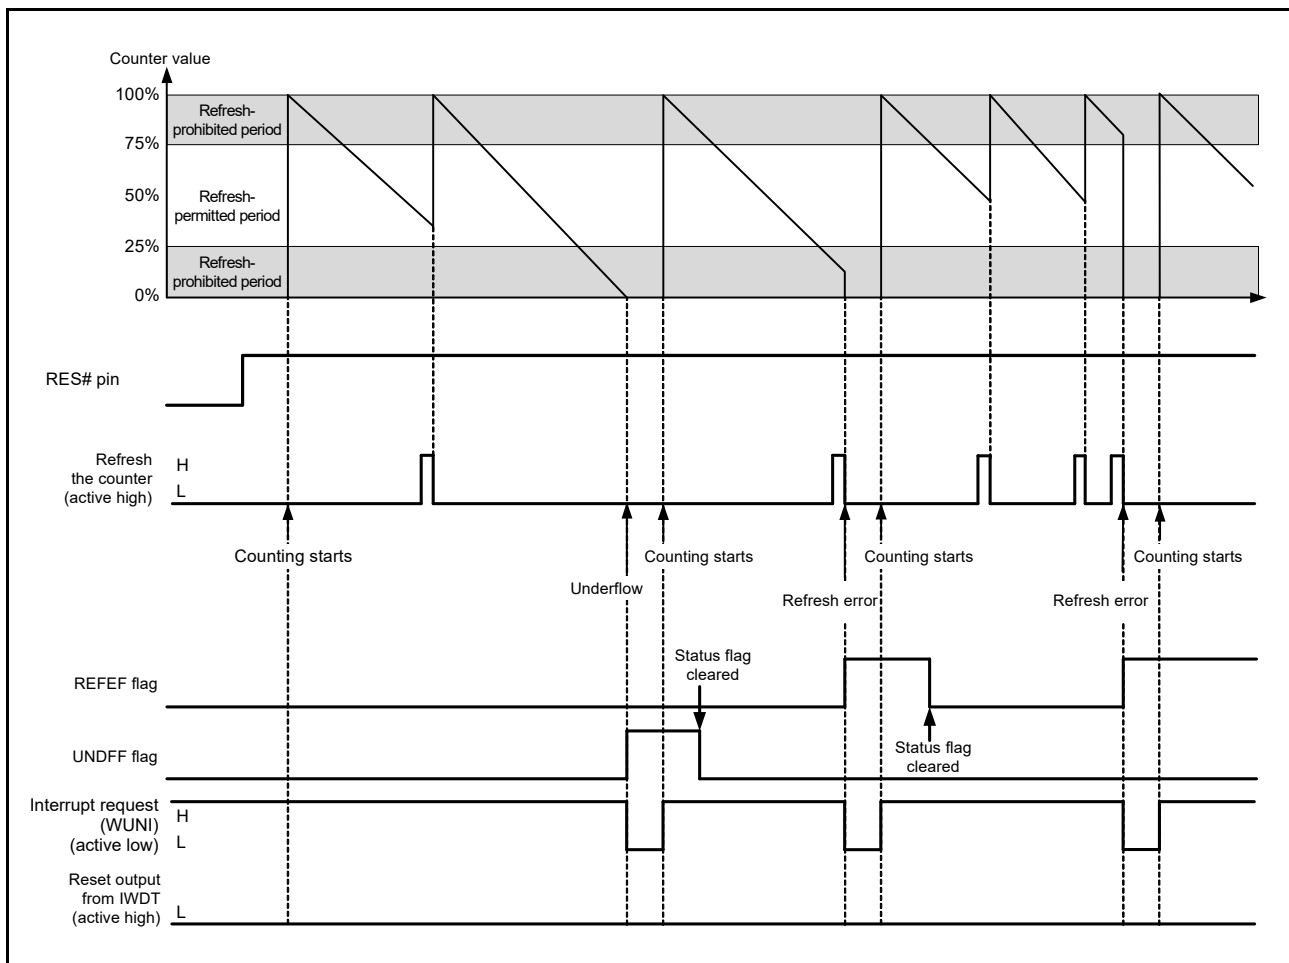 Counter value
100%
Refresh-
prohibited period
75%
50%
Refresh-
permitted period
25%
Refresh-
prohibited period
0%
RES# pin
Refresh
the counter
(active high)
H
L
Counting starts
Counting starts
Counting starts
Counting starts
Underflow
Refresh error
Refresh error
Status flag
cleared
REFEF flag
Status flag
cleared
UNDFF flag
Interrupt request
(WUNI)
(active low)
H
L
Reset output
from IWDT
(active high)
L